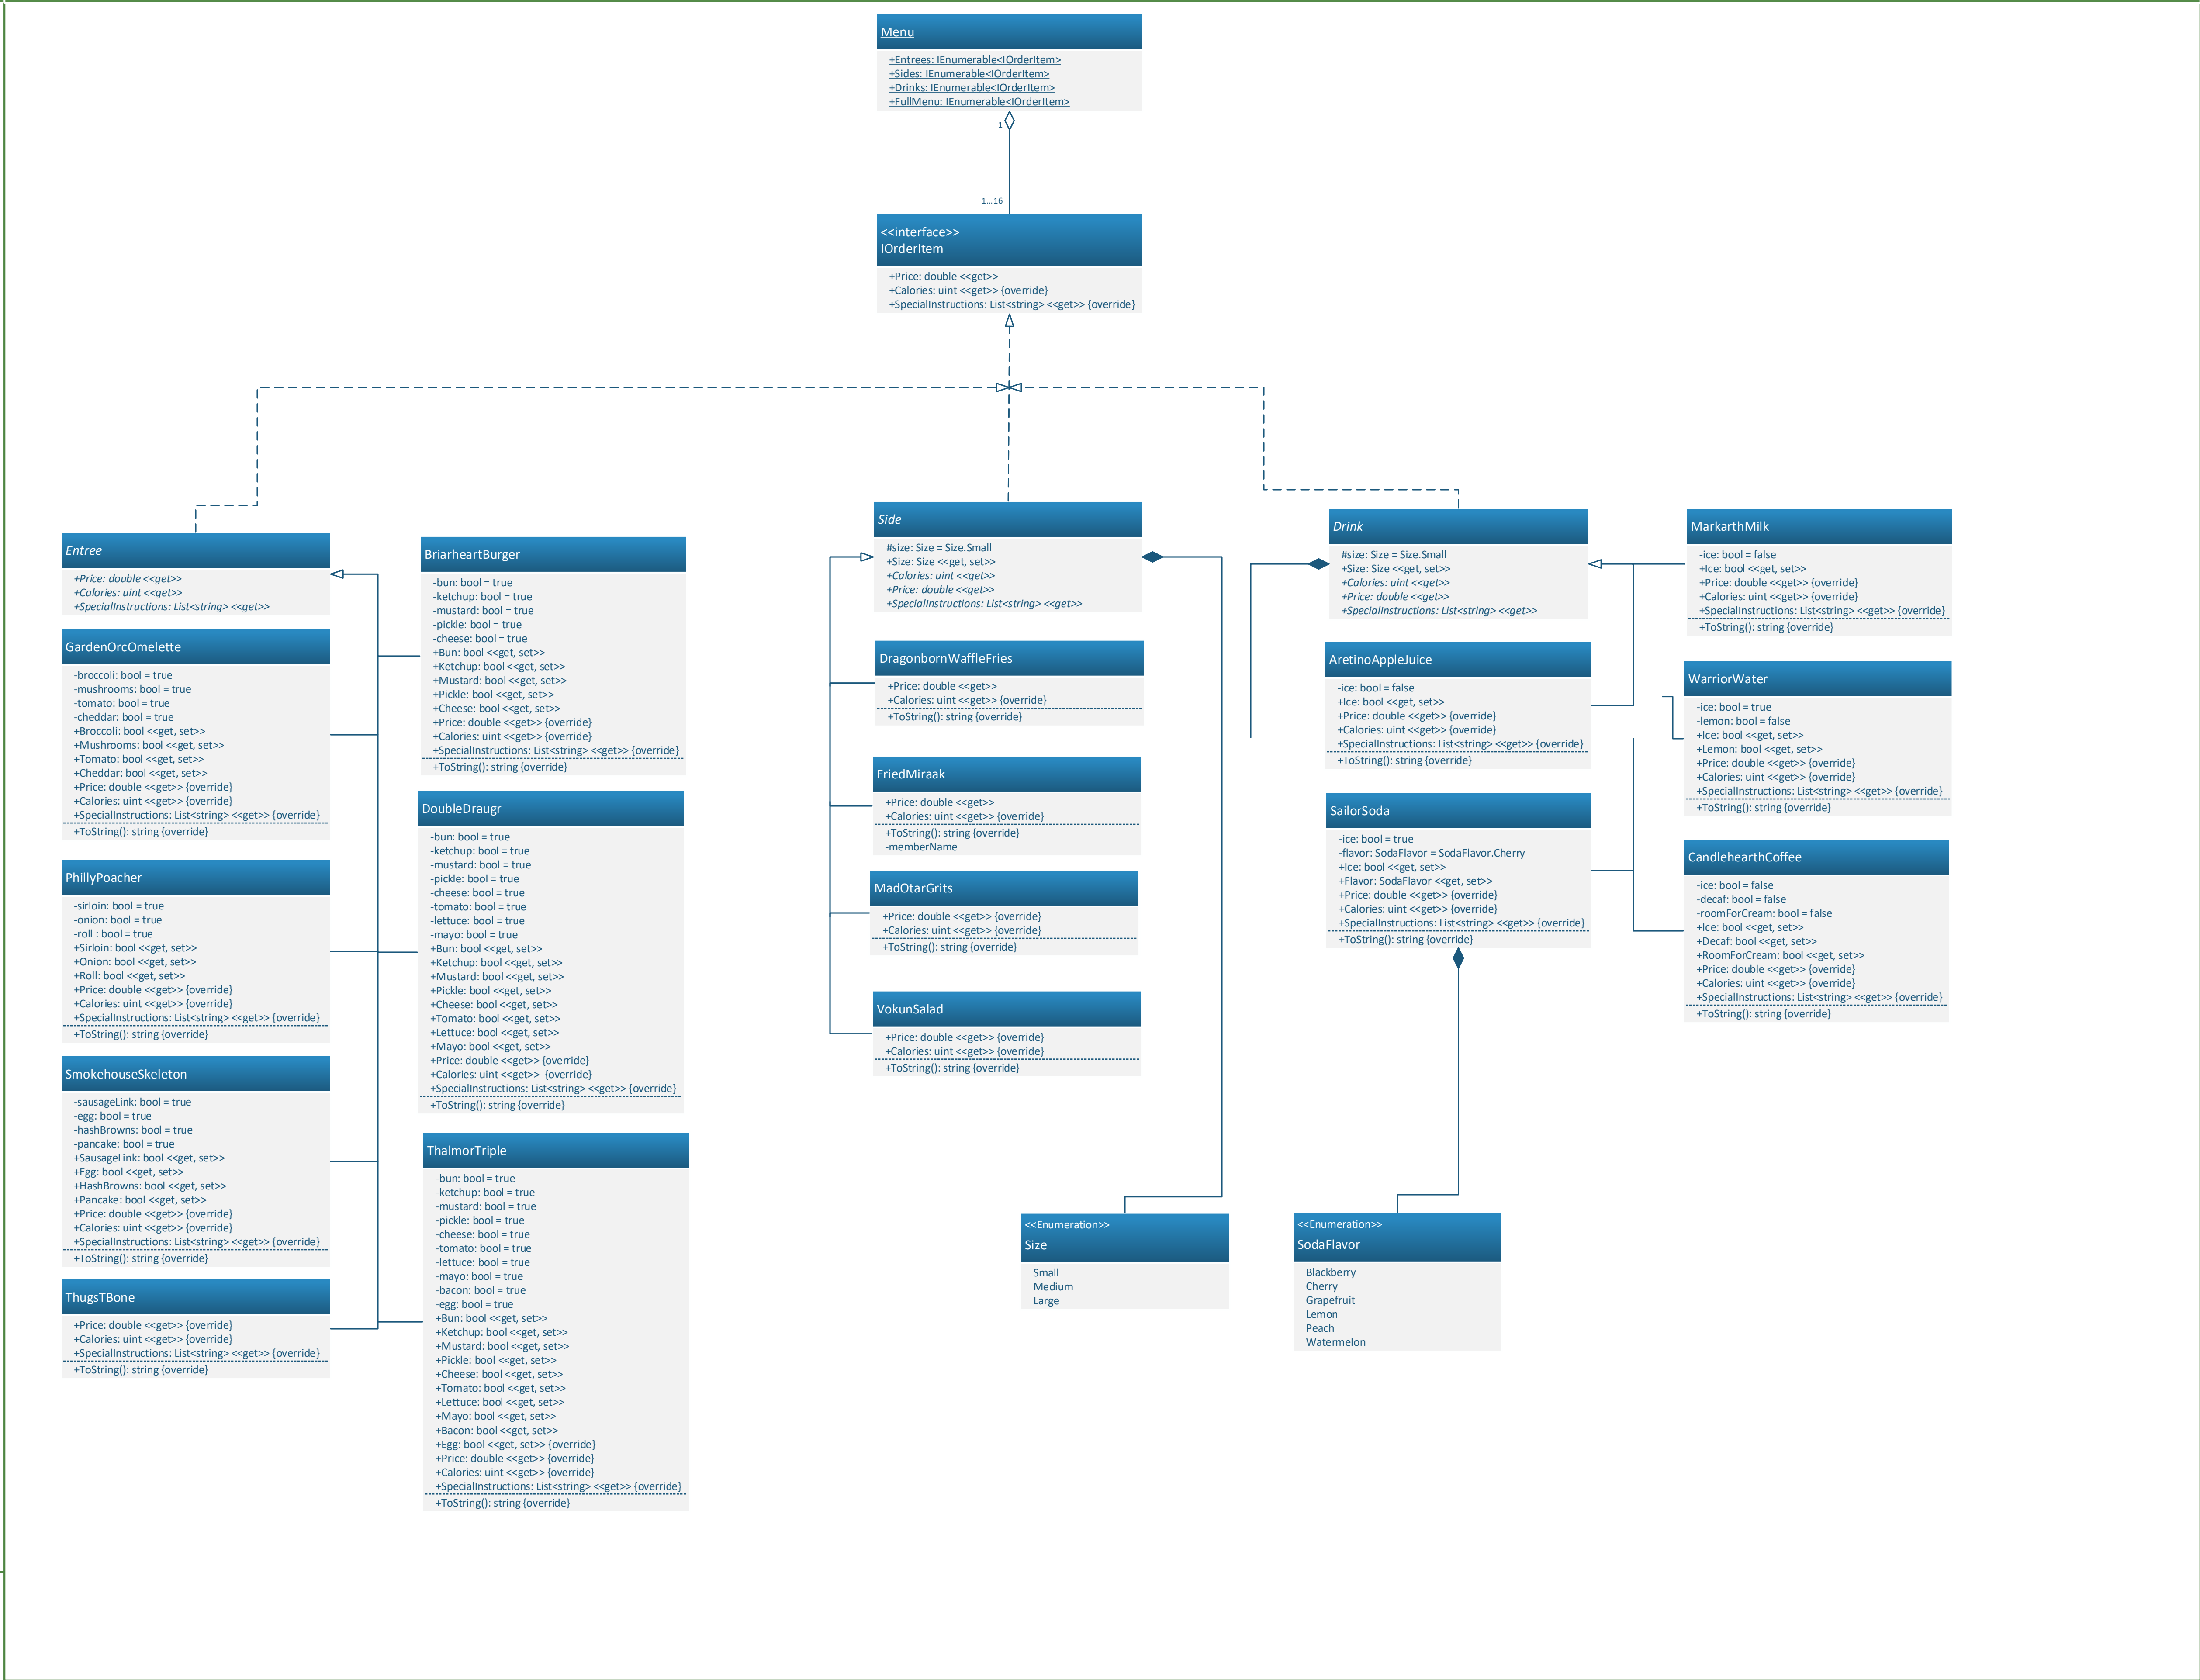 Menu
+Entrees: IEnumerable<IOrderItem>
+Sides: IEnumerable<IOrderItem>
+Drinks: IEnumerable<IOrderItem>
+FullMenu: IEnumerable<IOrderItem>
1
1...16
<<interface>>
IOrderItem
+Price: double <<get>>
+Calories: uint <<get>> {override}
+SpecialInstructions: List<string> <<get>> {override}
Entree
+Price: double <<get>>
+Calories: uint <<get>>
+SpecialInstructions: List<string> <<get>>
GardenOrcOmelette
-broccoli: bool = true
-mushrooms: bool = true
-tomato: bool = true
-cheddar: bool = true
+Broccoli: bool <<get, set>>
+Mushrooms: bool <<get, set>>
+Tomato: bool <<get, set>>
+Cheddar: bool <<get, set>>
+Price: double <<get>> {override}
+Calories: uint <<get>> {override}
+SpecialInstructions: List<string> <<get>> {override}
+ToString(): string {override}
PhillyPoacher
-sirloin: bool = true
-onion: bool = true
-roll : bool = true
+Sirloin: bool <<get, set>>
+Onion: bool <<get, set>>
+Roll: bool <<get, set>>
+Price: double <<get>> {override}
+Calories: uint <<get>> {override}
+SpecialInstructions: List<string> <<get>> {override}
+ToString(): string {override}
SmokehouseSkeleton
-sausageLink: bool = true
-egg: bool = true
-hashBrowns: bool = true
-pancake: bool = true
+SausageLink: bool <<get, set>>
+Egg: bool <<get, set>>
+HashBrowns: bool <<get, set>>
+Pancake: bool <<get, set>>
+Price: double <<get>> {override}
+Calories: uint <<get>> {override}
+SpecialInstructions: List<string> <<get>> {override}
+ToString(): string {override}
ThugsTBone
+Price: double <<get>> {override}
+Calories: uint <<get>> {override}
+SpecialInstructions: List<string> <<get>> {override}
+ToString(): string {override}
BriarheartBurger
-bun: bool = true
-ketchup: bool = true
-mustard: bool = true
-pickle: bool = true
-cheese: bool = true
+Bun: bool <<get, set>>
+Ketchup: bool <<get, set>>
+Mustard: bool <<get, set>>
+Pickle: bool <<get, set>>
+Cheese: bool <<get, set>>
+Price: double <<get>> {override}
+Calories: uint <<get>> {override}
+SpecialInstructions: List<string> <<get>> {override}
+ToString(): string {override}
DoubleDraugr
-bun: bool = true
-ketchup: bool = true
-mustard: bool = true
-pickle: bool = true
-cheese: bool = true
-tomato: bool = true
-lettuce: bool = true
-mayo: bool = true
+Bun: bool <<get, set>>
+Ketchup: bool <<get, set>>
+Mustard: bool <<get, set>>
+Pickle: bool <<get, set>>
+Cheese: bool <<get, set>>
+Tomato: bool <<get, set>>
+Lettuce: bool <<get, set>>
+Mayo: bool <<get, set>>
+Price: double <<get>> {override}
+Calories: uint <<get>> {override}
+SpecialInstructions: List<string> <<get>> {override}
+ToString(): string {override}
ThalmorTriple
-bun: bool = true
-ketchup: bool = true
-mustard: bool = true
-pickle: bool = true
-cheese: bool = true
-tomato: bool = true
-lettuce: bool = true
-mayo: bool = true
-bacon: bool = true
-egg: bool = true
+Bun: bool <<get, set>>
+Ketchup: bool <<get, set>>
+Mustard: bool <<get, set>>
+Pickle: bool <<get, set>>
+Cheese: bool <<get, set>>
+Tomato: bool <<get, set>>
+Lettuce: bool <<get, set>>
+Mayo: bool <<get, set>>
+Bacon: bool <<get, set>>
+Egg: bool <<get, set>> {override}
+Price: double <<get>> {override}
+Calories: uint <<get>> {override}
+SpecialInstructions: List<string> <<get>> {override}
+ToString(): string {override}
Side
#size: Size = Size.Small
+Size: Size <<get, set>>
+Calories: uint <<get>>
+Price: double <<get>>
+SpecialInstructions: List<string> <<get>>
DragonbornWaffleFries
+Price: double <<get>>
+Calories: uint <<get>> {override}
+ToString(): string {override}
FriedMiraak
+Price: double <<get>>
+Calories: uint <<get>> {override}
+ToString(): string {override}
-memberName
MadOtarGrits
+Price: double <<get>> {override}
+Calories: uint <<get>> {override}
+ToString(): string {override}
VokunSalad
+Price: double <<get>> {override}
+Calories: uint <<get>> {override}
+ToString(): string {override}
<<Enumeration>>
Size
Small
Medium
Large
Drink
#size: Size = Size.Small
+Size: Size <<get, set>>
+Calories: uint <<get>>
+Price: double <<get>>
+SpecialInstructions: List<string> <<get>>
AretinoAppleJuice
-ice: bool = false
+Ice: bool <<get, set>>
+Price: double <<get>> {override}
+Calories: uint <<get>> {override}
+SpecialInstructions: List<string> <<get>> {override}
+ToString(): string {override}
SailorSoda
-ice: bool = true
-flavor: SodaFlavor = SodaFlavor.Cherry
+Ice: bool <<get, set>>
+Flavor: SodaFlavor <<get, set>>
+Price: double <<get>> {override}
+Calories: uint <<get>> {override}
+SpecialInstructions: List<string> <<get>> {override}
+ToString(): string {override}
<<Enumeration>>
SodaFlavor
Blackberry
Cherry
Grapefruit
Lemon
Peach
Watermelon
MarkarthMilk
-ice: bool = false
+Ice: bool <<get, set>>
+Price: double <<get>> {override}
+Calories: uint <<get>> {override}
+SpecialInstructions: List<string> <<get>> {override}
+ToString(): string {override}
WarriorWater
-ice: bool = true
-lemon: bool = false
+Ice: bool <<get, set>>
+Lemon: bool <<get, set>>
+Price: double <<get>> {override}
+Calories: uint <<get>> {override}
+SpecialInstructions: List<string> <<get>> {override}
+ToString(): string {override}
CandlehearthCoffee
-ice: bool = false
-decaf: bool = false
-roomForCream: bool = false
+Ice: bool <<get, set>>
+Decaf: bool <<get, set>>
+RoomForCream: bool <<get, set>>
+Price: double <<get>> {override}
+Calories: uint <<get>> {override}
+SpecialInstructions: List<string> <<get>> {override}
+ToString(): string {override}